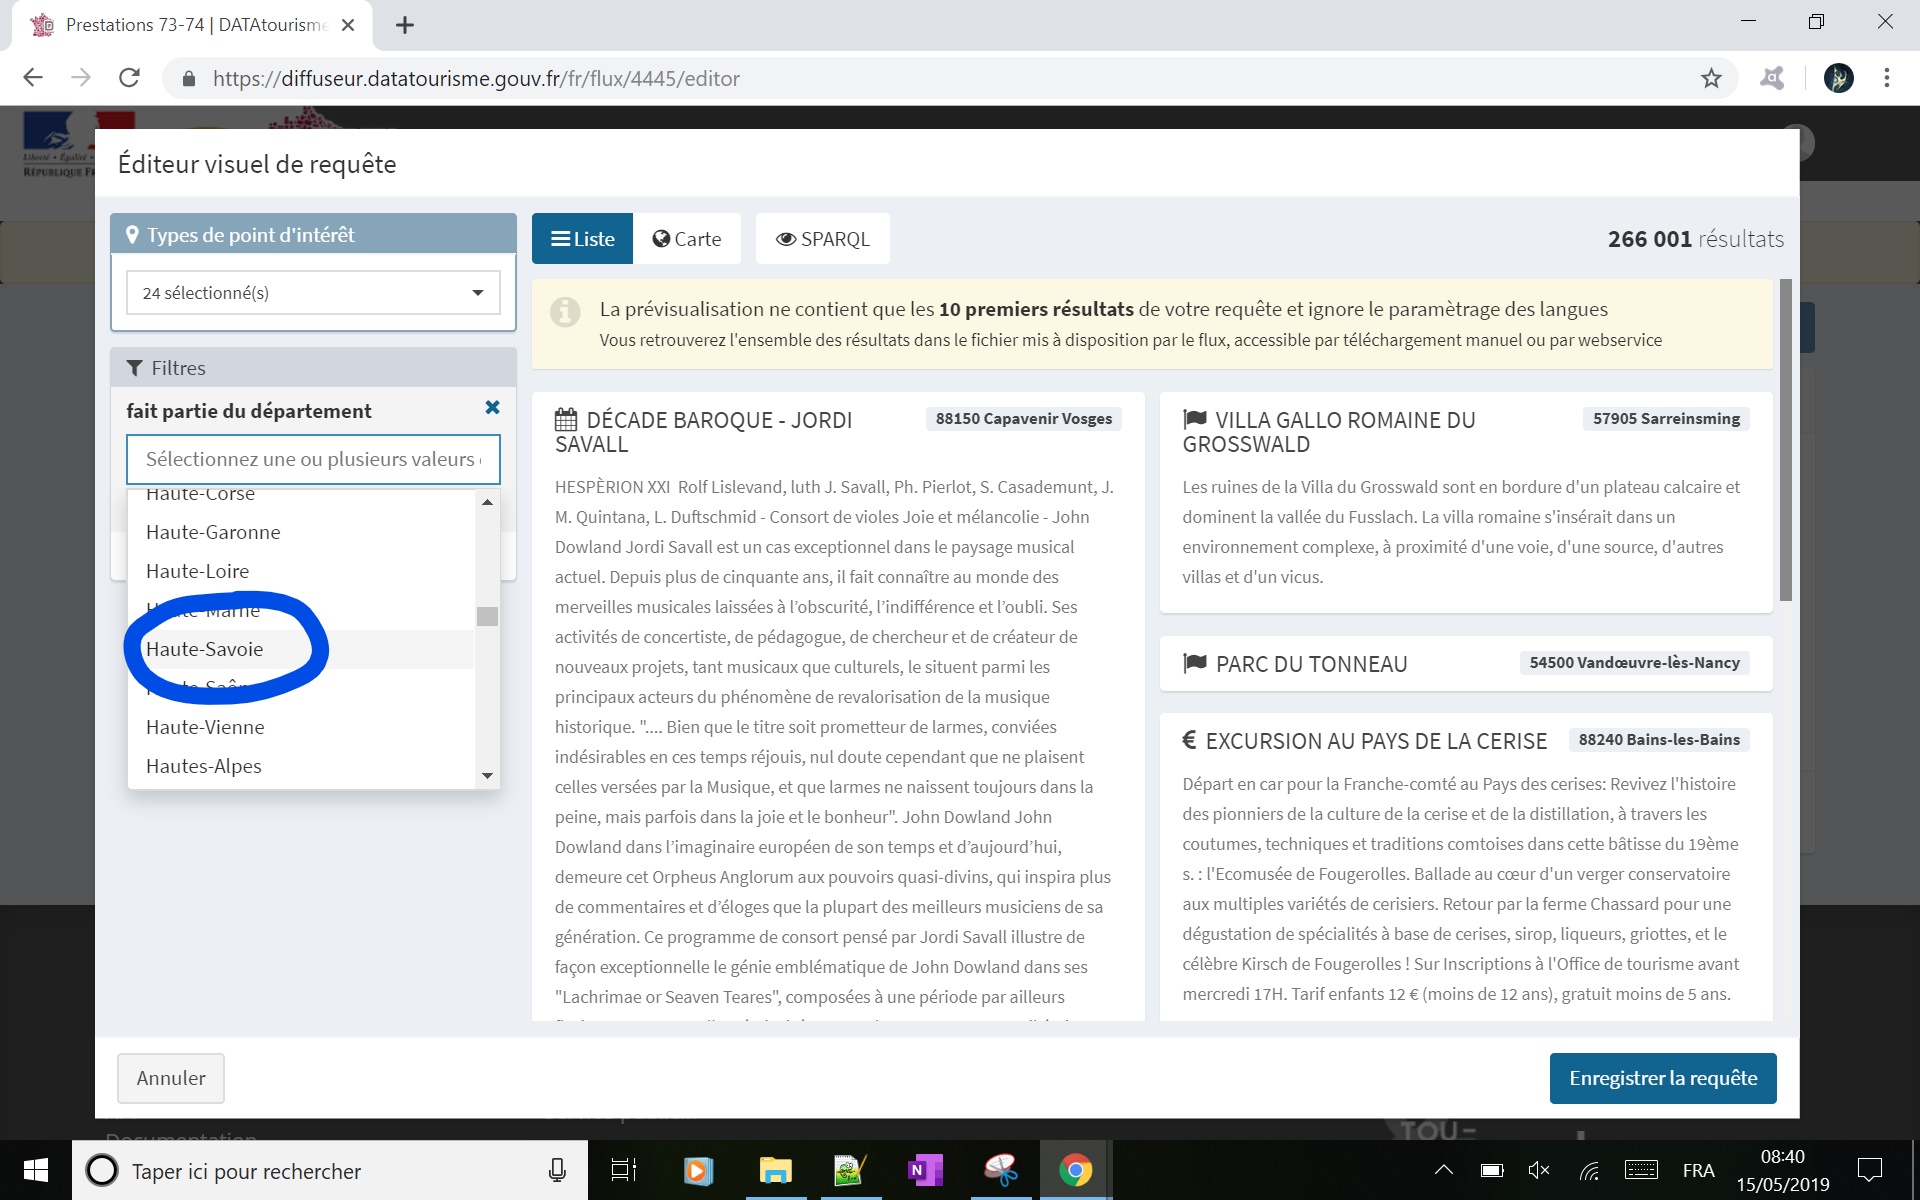 Prestations 73-74 | DATAtourisme
https://diffuseur.datatourisme.gouv.fr/fr/flux/4445/editor
Liberté • Égalité •
RÉPUBLIQUE FR
Éditeur visuel de requête
Types de point d'intérêt
24 sélectionné(s)
Filtres
fait partie du département
Sélectionnez une ou plusieurs valeurs
Haute-Corse
Haute-Garonne
Haute-Loire
Haute-Marne
Haute-Savoie
Haute-Saône
Haute-Vienne
Hautes-Alpes
Liste
Carte
SPARQL
266 001 résultats
La prévisualisation ne contient que les 10 premiers résultats de votre requête et ignore le paramètrage des langues
Vous retrouverez l'ensemble des résultats dans le fichier mis à disposition par le flux, accessible par téléchargement manuel ou par webservice
DÉCADE BAROQUE - JORDI
SAVALL
88150 Capavenir Vosges
HESPÈRION XXI Rolf Lislevand, luth J. Savall, Ph. Pierlot, S. Casademunt, J.
M. Quintana, L. Duftschmid - Consort de violes Joie et mélancolie - John
Dowland Jordi Savall est un cas exceptionnel dans le paysage musical
actuel. Depuis plus de cinquante ans, il fait connaître au monde des
merveilles musicales laissées à l’obscurité, l’indifférence et l’oubli. Ses
activités de concertiste, de pédagogue, de chercheur et de créateur de
nouveaux projets, tant musicaux que culturels, le situent parmi les
principaux acteurs du phénomène de revalorisation de la musique
historique. ".... Bien que le titre soit prometteur de larmes, conviées
indésirables en ces temps réjouis, nul doute cependant que ne plaisent
celles versées par la Musique, et que larmes ne naissent toujours dans la
peine, mais parfois dans la joie et le bonheur". John Dowland John
Dowland dans l’imaginaire européen de son temps et d’aujourd’hui,
demeure cet Orpheus Anglorum aux pouvoirs quasi-divins, qui inspira plus
de commentaires et d’éloges que la plupart des meilleurs musiciens de sa
génération. Ce programme de consort pensé par Jordi Savall illustre de
façon exceptionnelle le génie emblématique de John Dowland dans ses
"Lachrimae or Seaven Teares", composées à une période par ailleurs
VILLA GALLO ROMAINE DU
GROSSWALD
57905 Sarreinsming
Les ruines de la Villa du Grosswald sont en bordure d'un plateau calcaire et
dominent la vallée du Fusslach. La villa romaine s'insérait dans un
environnement complexe, à proximité d'une voie, d'une source, d'autres
villas et d'un vicus.
PARC DU TONNEAU
54500 Vandœuvre-lès-Nancy
€ EXCURSION AU PAYS DE LA CERISE
88240 Bains-les-Bains
Départ en car pour la Franche-comté au Pays des cerises: Revivez l'histoire
des pionniers de la culture de la cerise et de la distillation, à travers les
coutumes, techniques et traditions comtoises dans cette bâtisse du 19ème
s. : l'Ecomusée de Fougerolles. Ballade au cœur d'un verger conservatoire
aux multiples variétés de cerisiers. Retour par la ferme Chassard pour une
dégustation de spécialités à base de cerises, sirop, liqueurs, griottes, et le
célèbre Kirsch de Fougerolles ! Sur Inscriptions à l'Office de tourisme avant
mercredi 17H. Tarif enfants 12 € (moins de 12 ans), gratuit moins de 5 ans.
Annuler
Enregistrer la requête
Documentation
TOU
Taper ici pour rechercher
FRA
08:40
15/05/2019